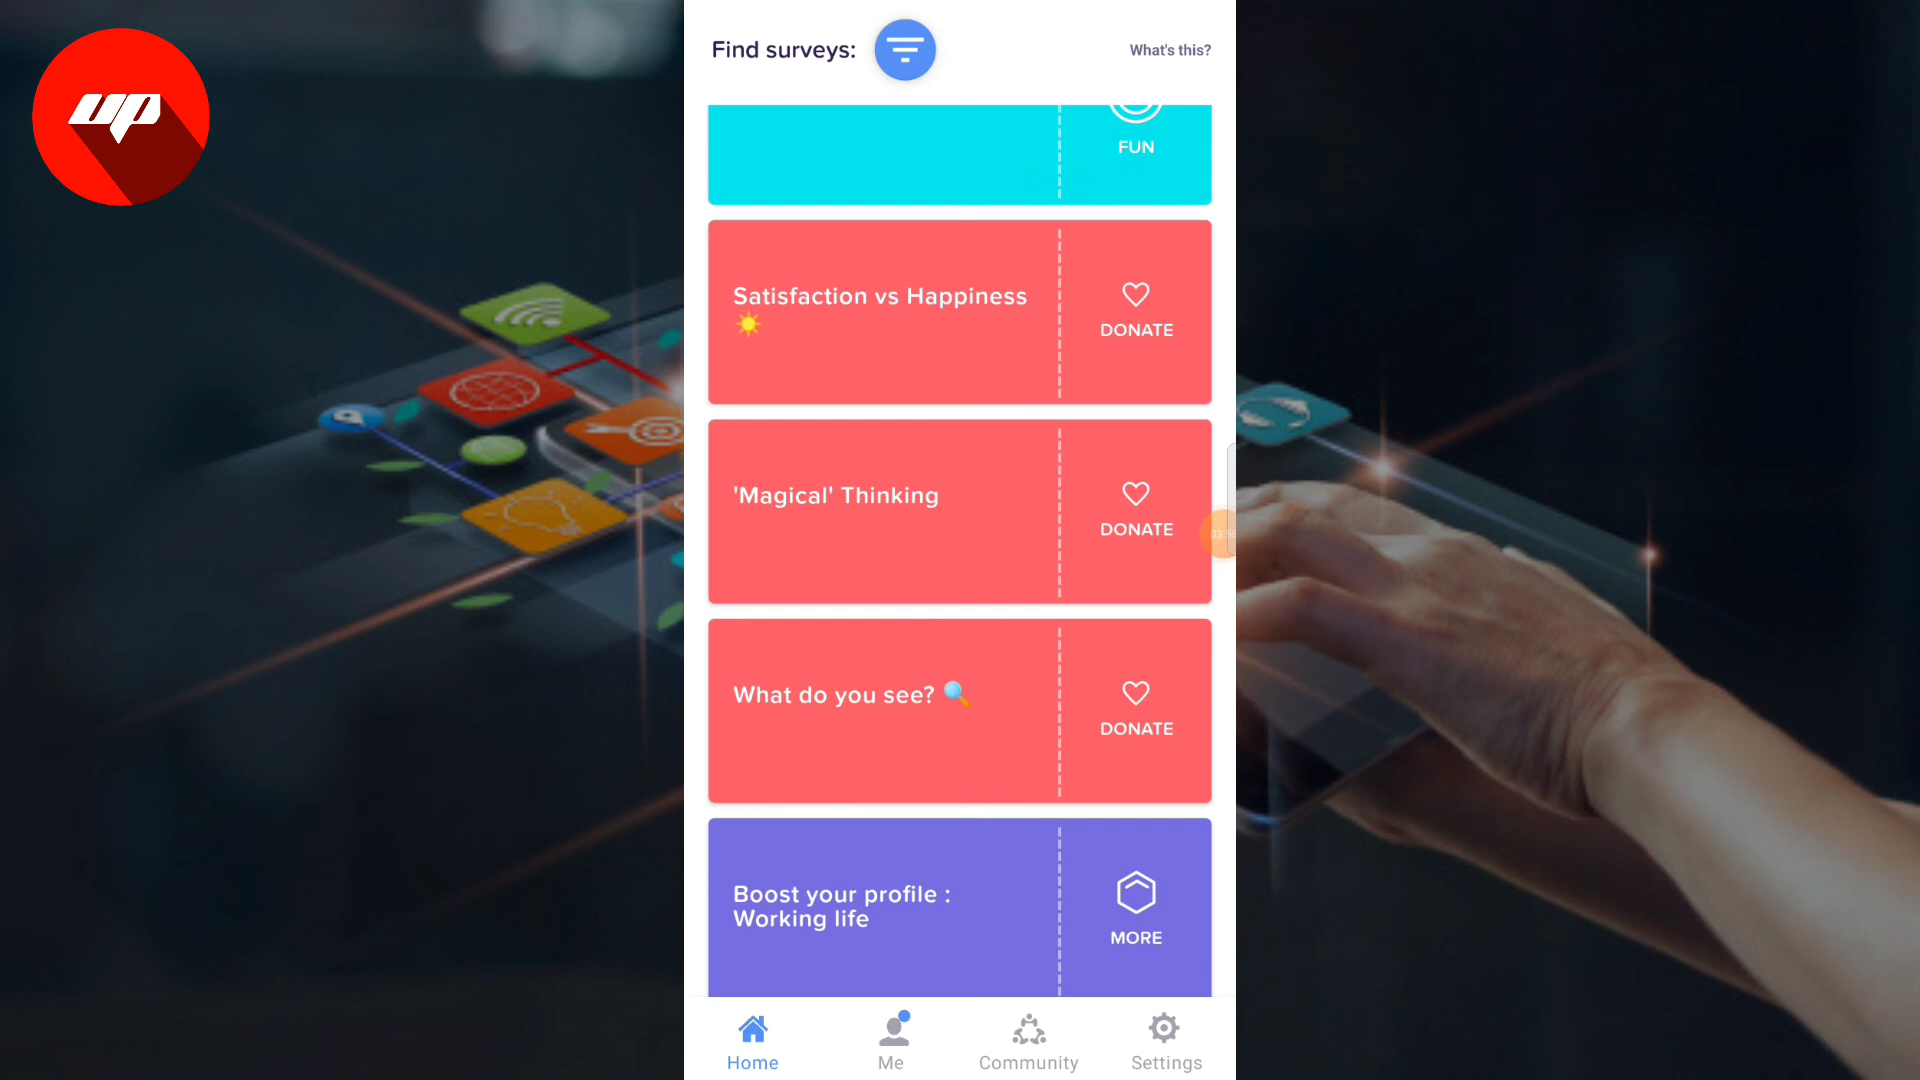 up
Find surveys:
What's this?
FUN
Satisfaction vs Happiness
DONATE
'Magical' Thinking
DONATE
What do you see?
DONATE
Boost your profile :
Working life
MORE
Home
Me
Community
Settings